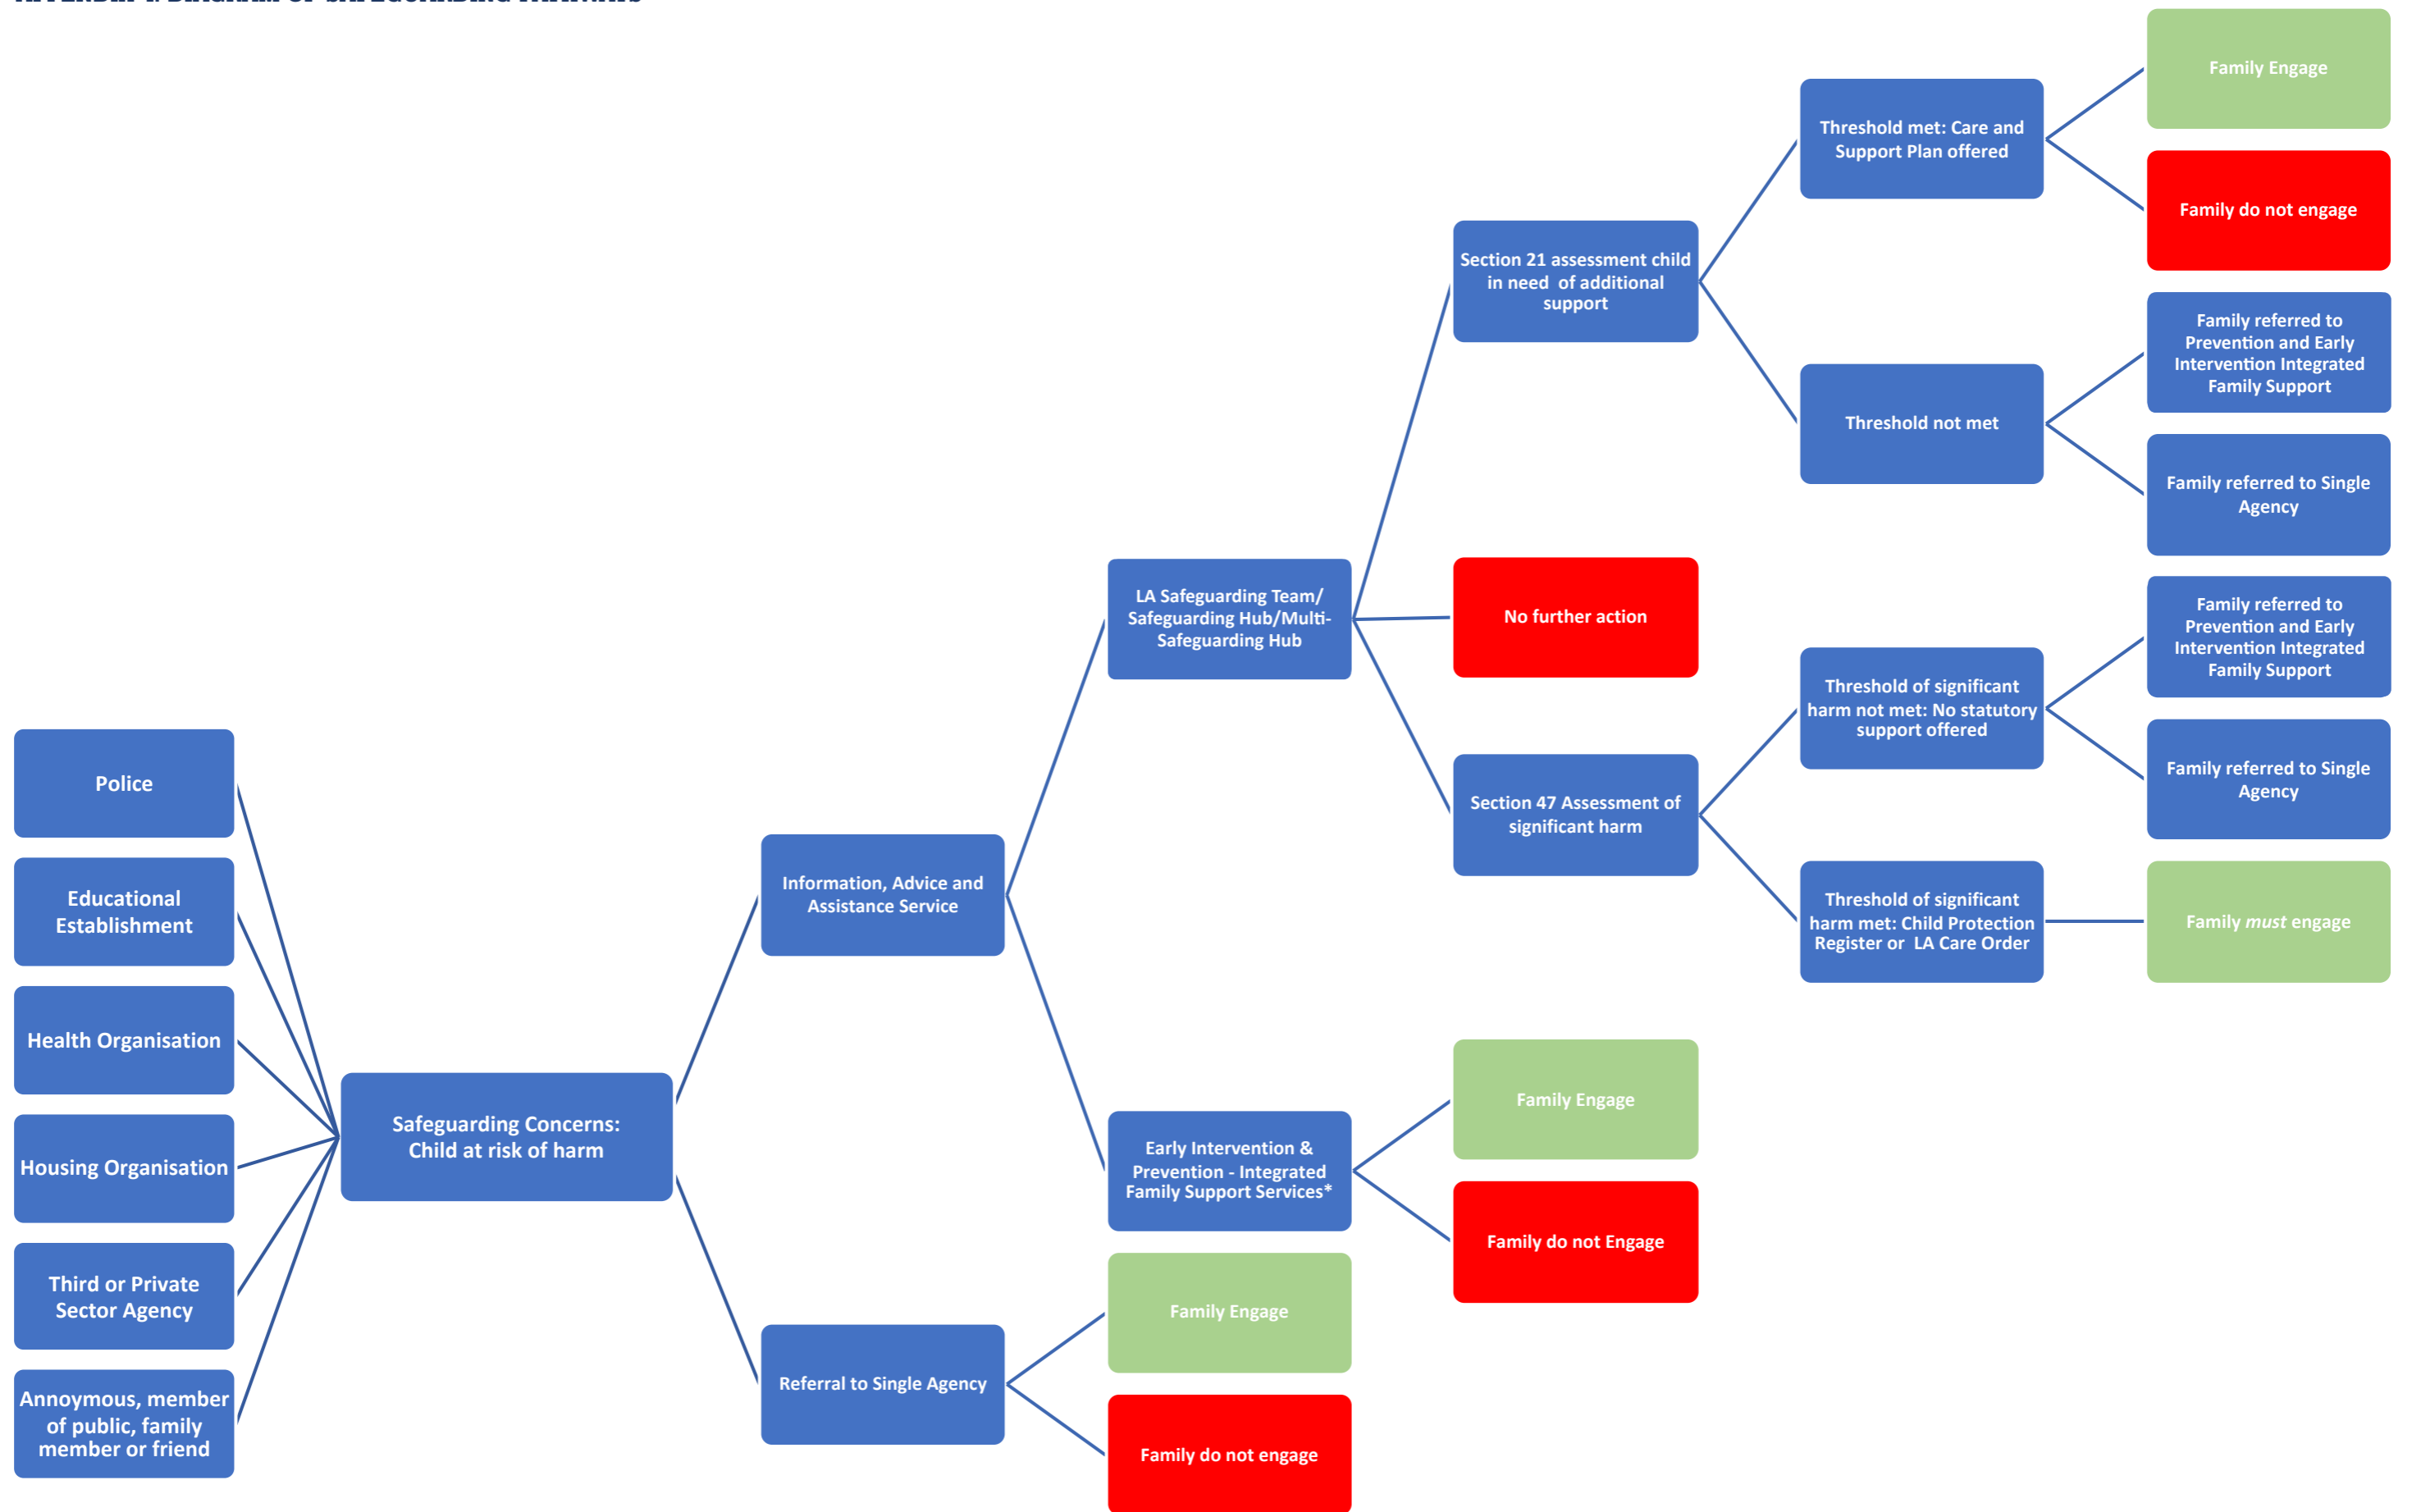 Police
Educational
Establishment
Health Organisation
Housing Organisation
Third or Private
Sector Agency
Annoymous, member
of public, family
member or friend
Safeguarding Concerns:
Child at risk of harm
Information, Advice and
Assistance Service
Referral to Single Agency
LA Safeguarding Team/
Safeguarding Hub/Multi-
Safeguarding Hub
Early Intervention &
Prevention - Integrated
Family Support Services*
Family Engage
Family do not engage
Section 21 assessment child
in need of additional
support
No further action
Section 47 Assessment of
significant harm
Family Engage
Family do not Engage
Threshold met: Care and
Support Plan offered
Threshold not met
Threshold of significant
harm not met: No statutory
support offered
Threshold of significant
harm met: Child Protection
Register or LA Care Order
Family Engage
Family do not engage
Family referred to
Prevention and Early
Intervention Integrated
Family Support
Family referred to Single
Agency
Family referred to
Prevention and Early
Intervention Integrated
Family Support
Family referred to Single
Agency
Family must engage